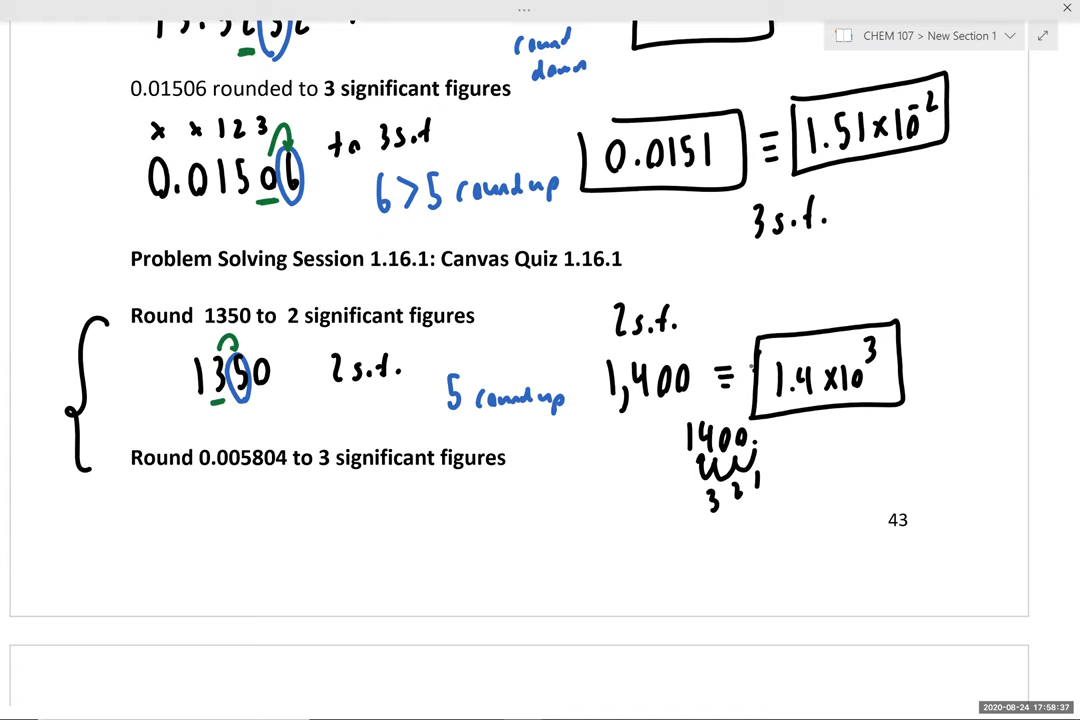 CHEM 107 > New Section 1
round
down
0.01506 rounded to 3 significant figures
x x 1 2 3
0.01506 to 3 s.f
6 > 5 round up
0.0151 ≡ 1.51 x 10^-2
3 s.f.
Problem Solving Session 1.16.1: Canvas Quiz 1.16.1
Round 1350 to 2 significant figures
1350 2 s.f.
5 round up
2 s.f.
1,400 ≡ 1.4 x 10^3
1400.
3 2 1
Round 0.005804 to 3 significant figures
43
2020-08-24 17:58:37